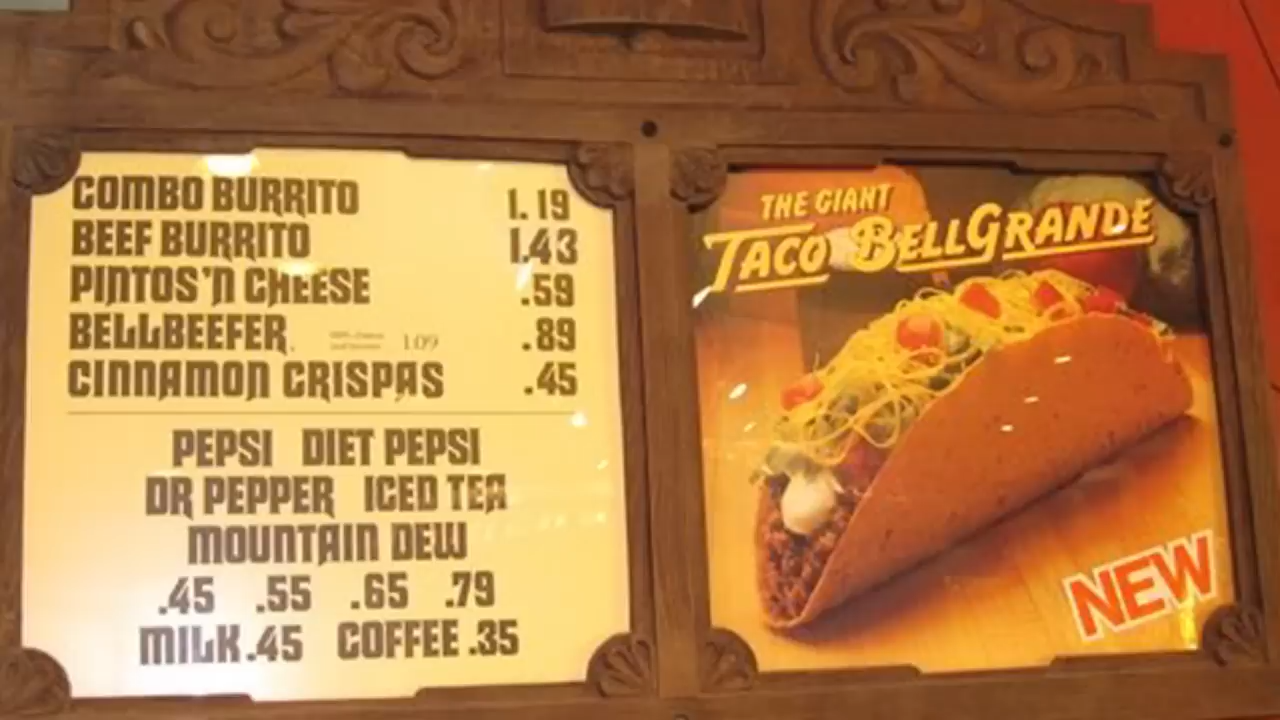 COMBO BURRITO 1.19
BEEF BURRITO 1.43
PINTOS 'N CHEESE .59
BELLBEEFER 1.09 .89
CINNAMON CRISPAS .45
PEPSI DIET PEPSI
DR PEPPER ICED TEA
MOUNTAIN DEW
.45 .55 .65 .79
MILK .45 COFFEE .35
THE GIANT
TACO BELLGRANDE
NEW